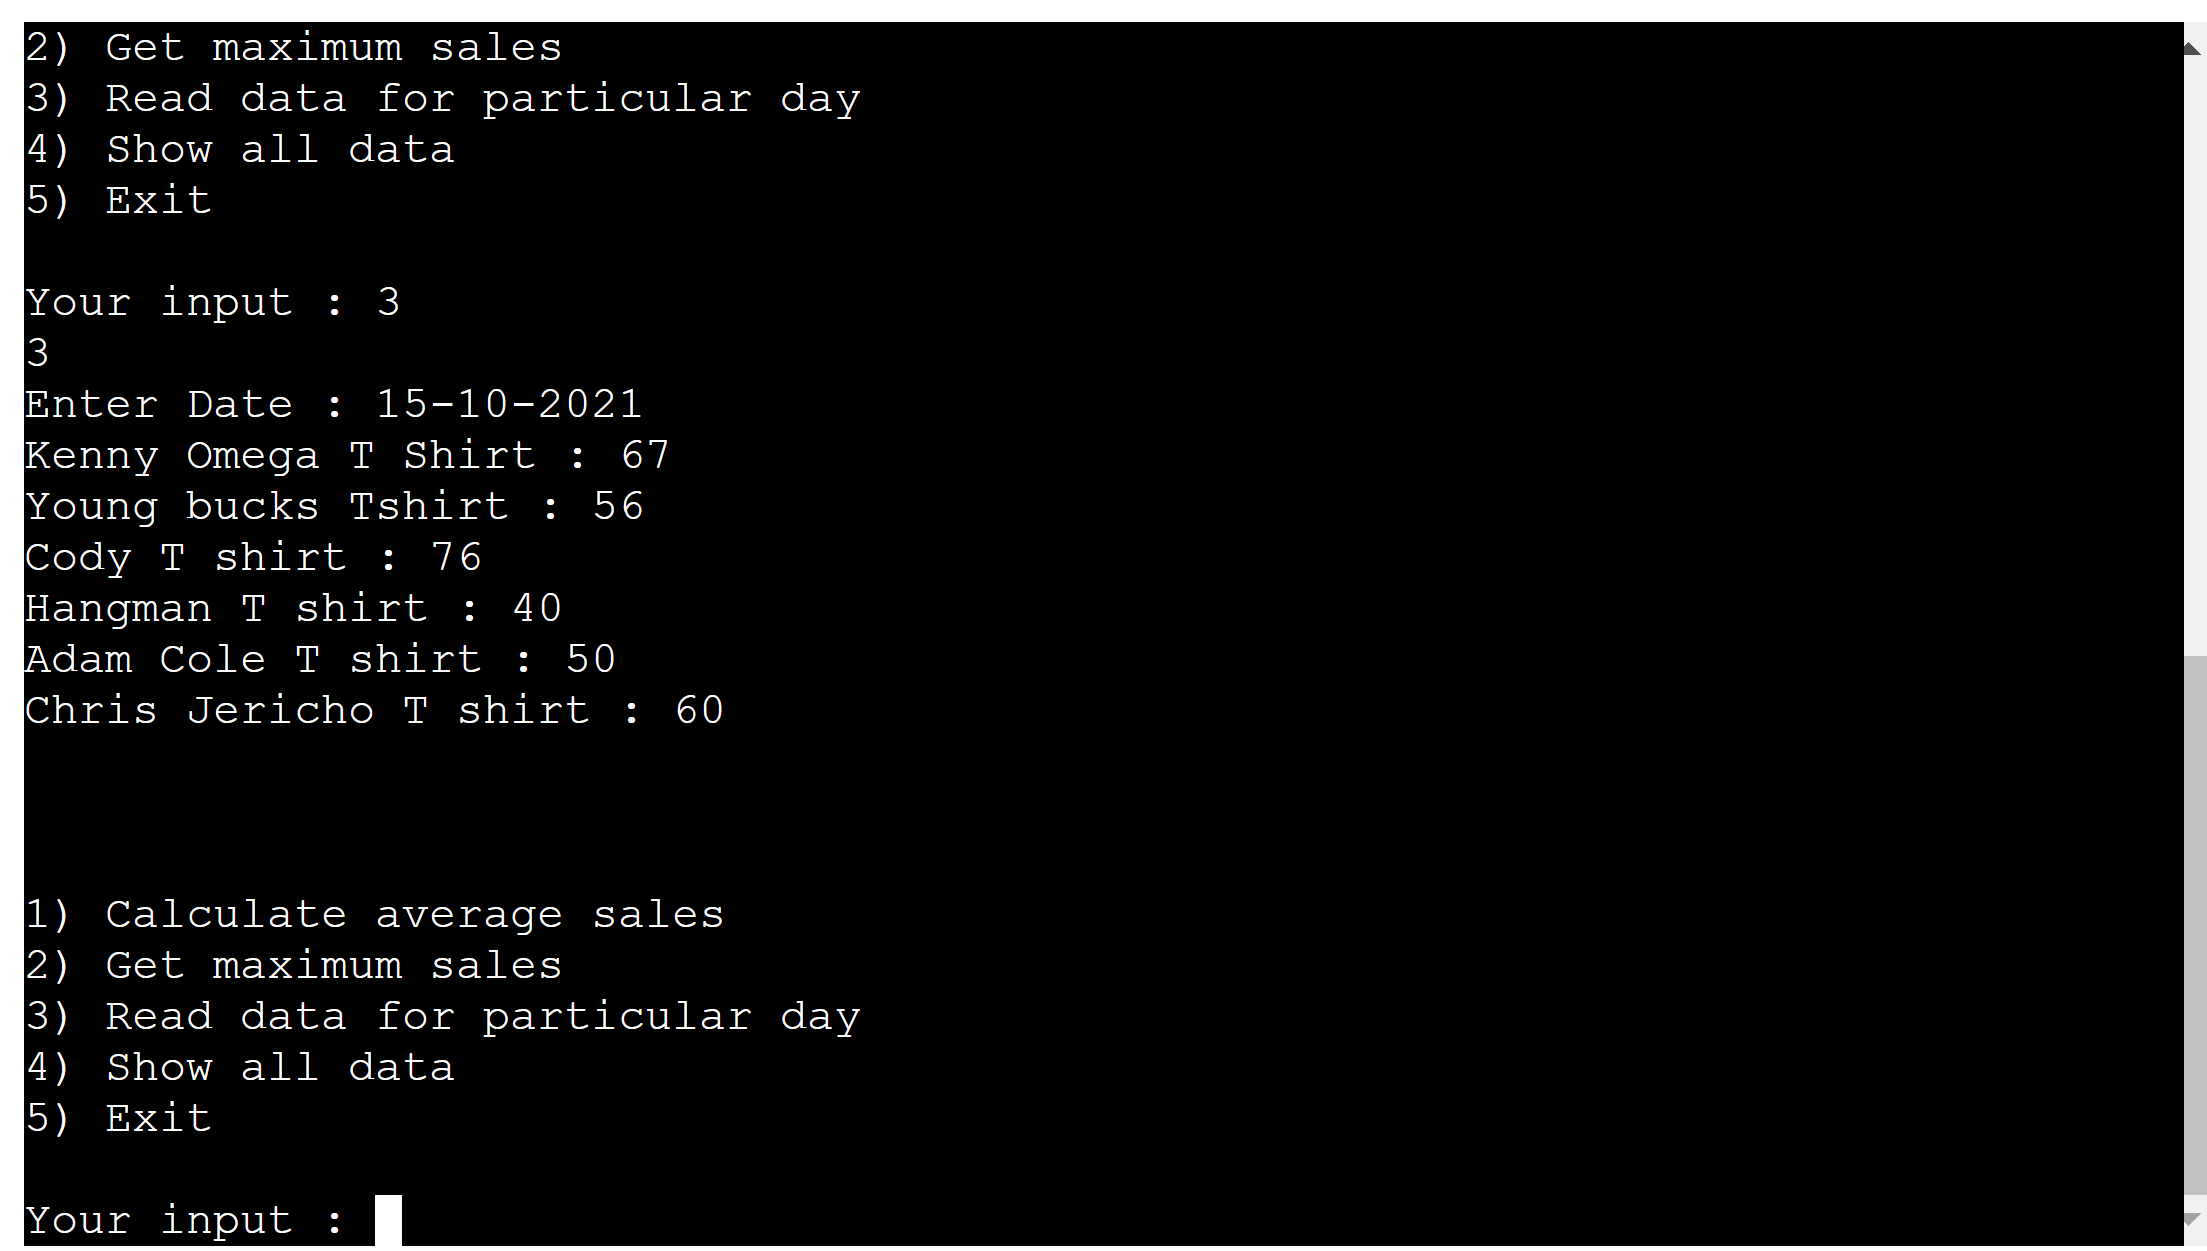 2) Get maximum sales
3) Read data for particular day
4) Show all data
5) Exit
Your input : 3
3
Enter Date : 15-10-2021
Kenny Omega T Shirt : 67
Young bucks Tshirt : 56
Cody T shirt : 76
Hangman T shirt : 40
Adam Cole T shirt : 50
Chris Jericho T shirt : 60
1) Calculate average sales
2) Get maximum sales
3) Read data for particular day
4) Show all data
5) Exit
Your input :